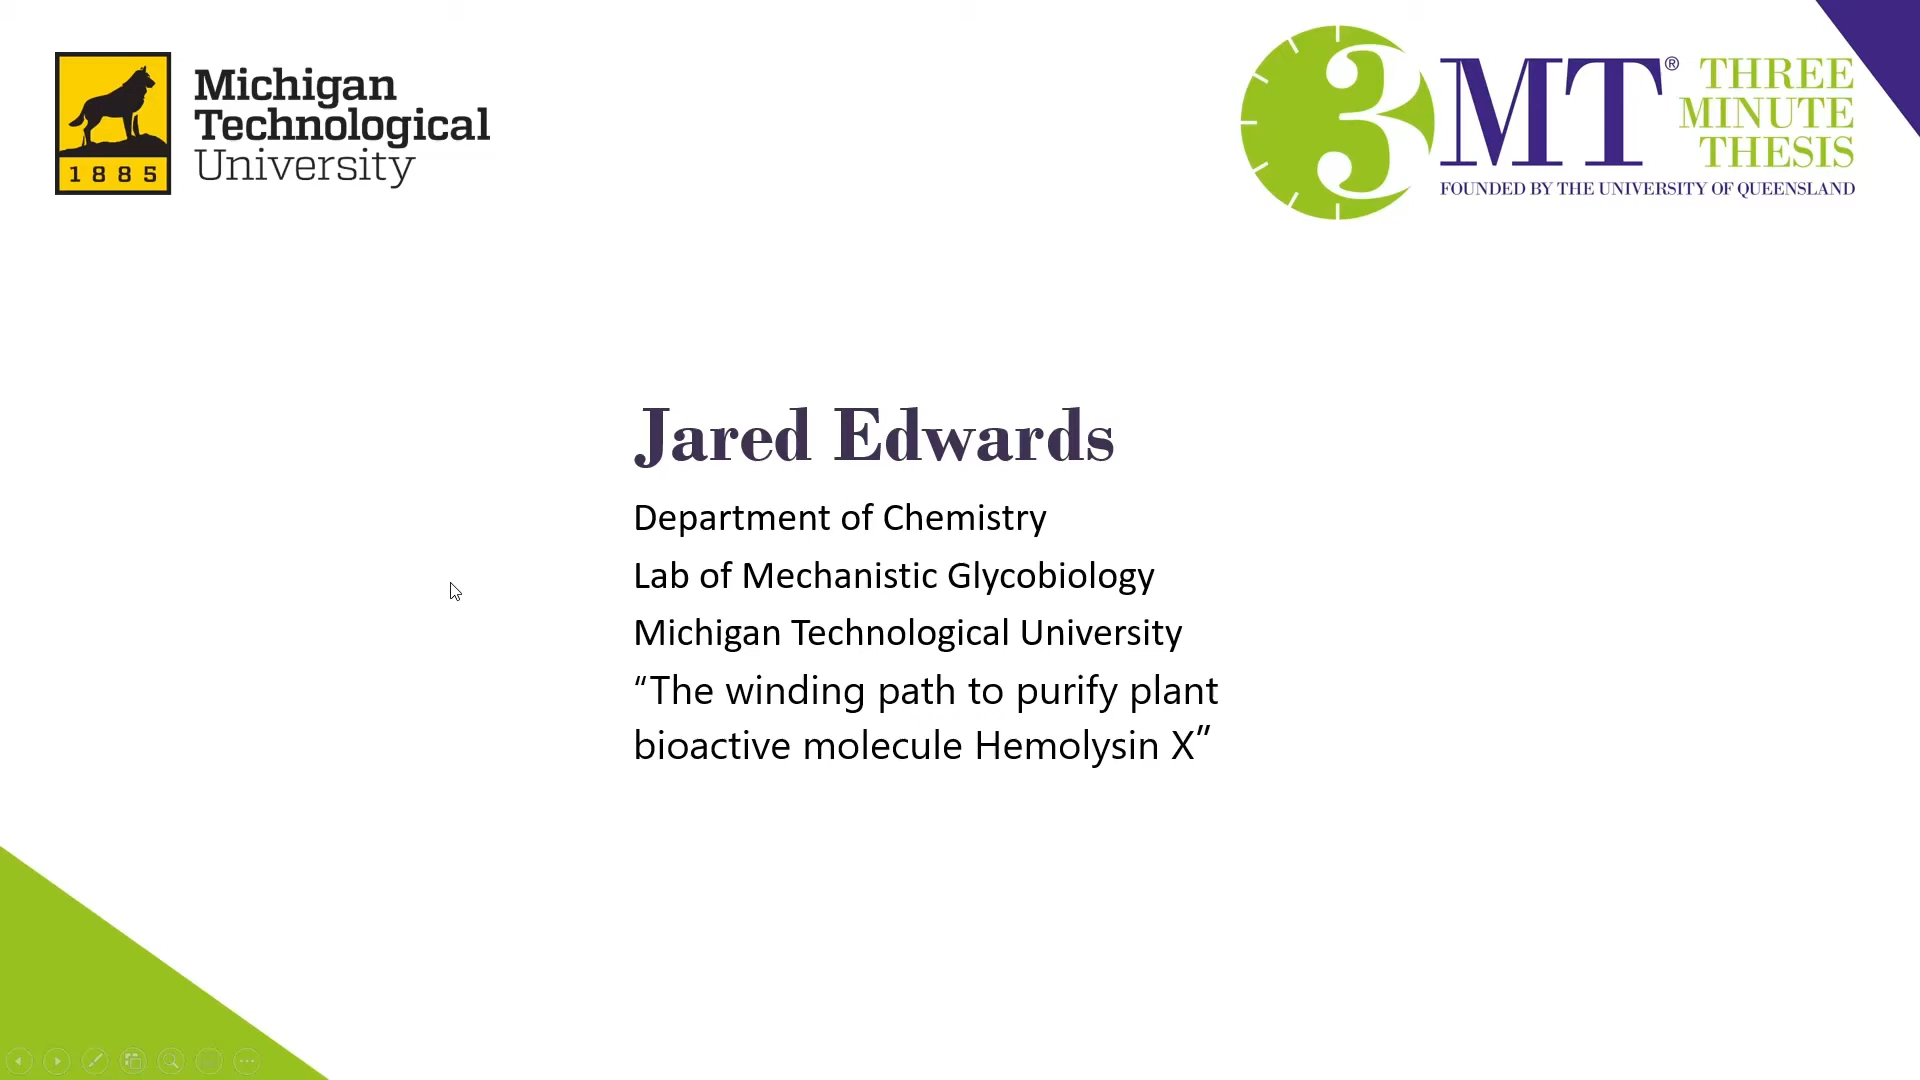 Michigan
Technological
University
1885
3MT® THREE
MINUTE
THESIS
FOUNDED BY THE UNIVERSITY OF QUEENSLAND
Jared Edwards
Department of Chemistry
Lab of Mechanistic Glycobiology
Michigan Technological University
“The winding path to purify plant
bioactive molecule Hemolysin X”